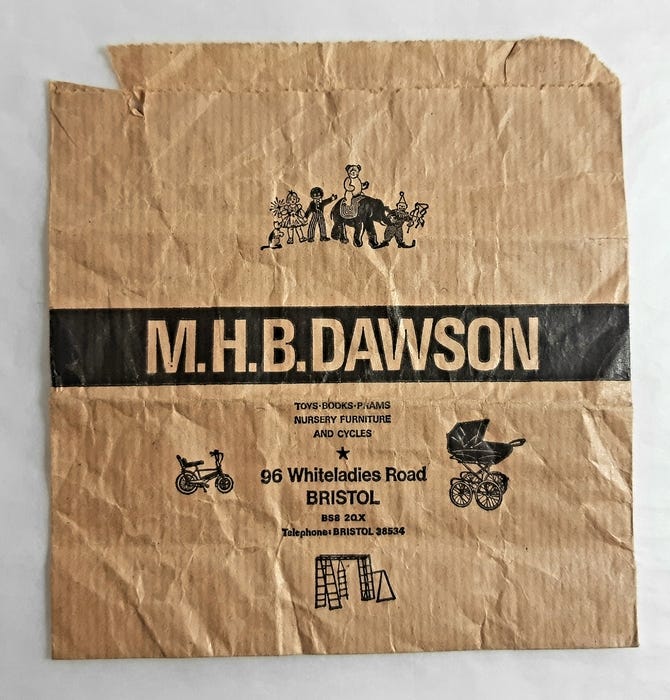 M.H.B.DAWSON
TOYS·BOOKS·PRAMS
NURSERY FURNITURE
AND CYCLES
★
96 Whiteladies Road
BRISTOL
BS8 2QX
Telephone: BRISTOL 38534